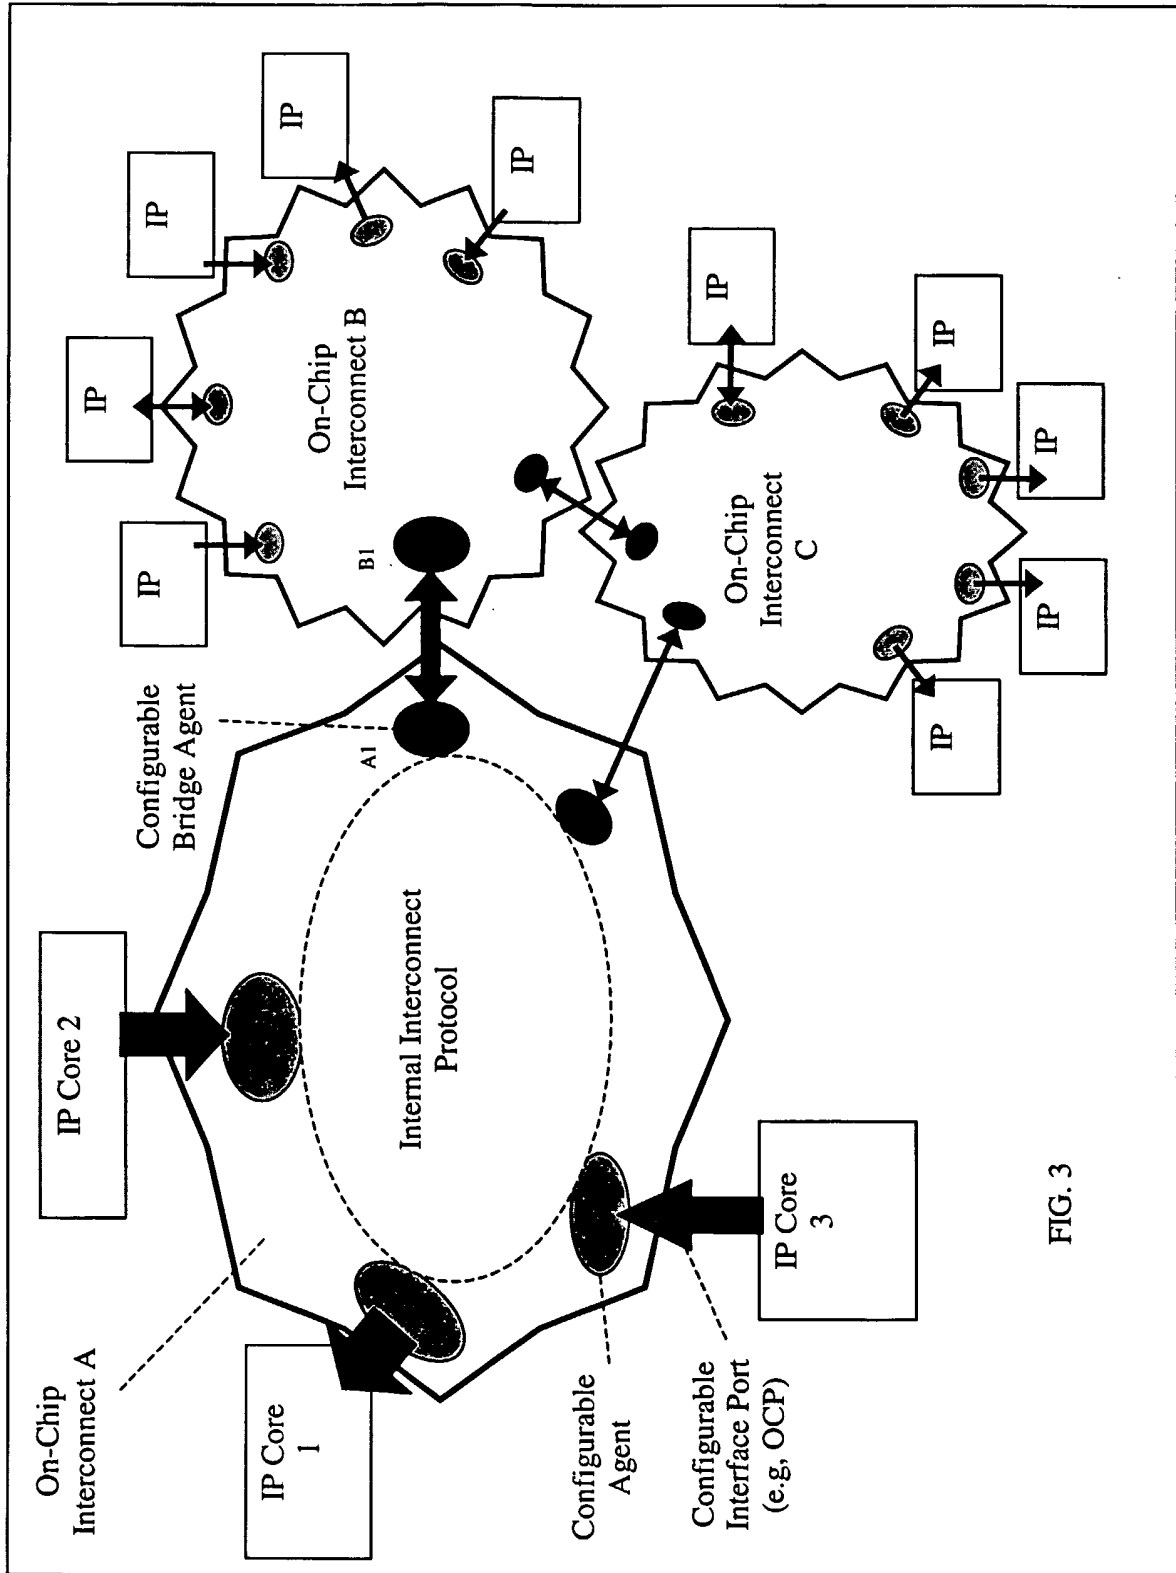 On-Chip
Interconnect A
IP Core 2
Configurable
Bridge Agent
IP
IP
IP
IP
IP
IP Core
1
A1
B1
On-Chip
Interconnect B
Internal Interconnect
Protocol
Configurable
Agent
Configurable
Interface Port
(e.g, OCP)
IP Core
3
On-Chip
Interconnect
C
IP
IP
IP
IP
IP
FIG. 3